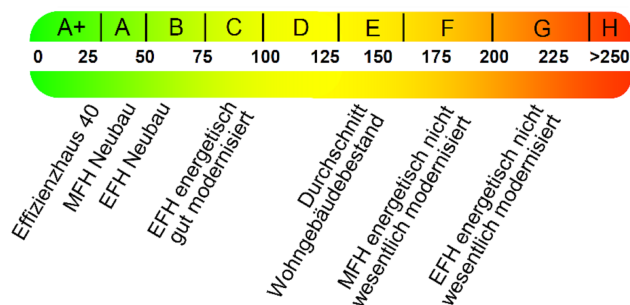 A+ A B C D E F G H
0 25 50 75 100 125 150 175 200 225 >250
Effizienzhaus 40
MFH Neubau
EFH Neubau
EFH energetisch
gut modernisiert
Durchschnitt
Wohngebäudebestand
MFH energetisch nicht
wesentlich modernisiert
EFH energetisch nicht
wesentlich modernisiert